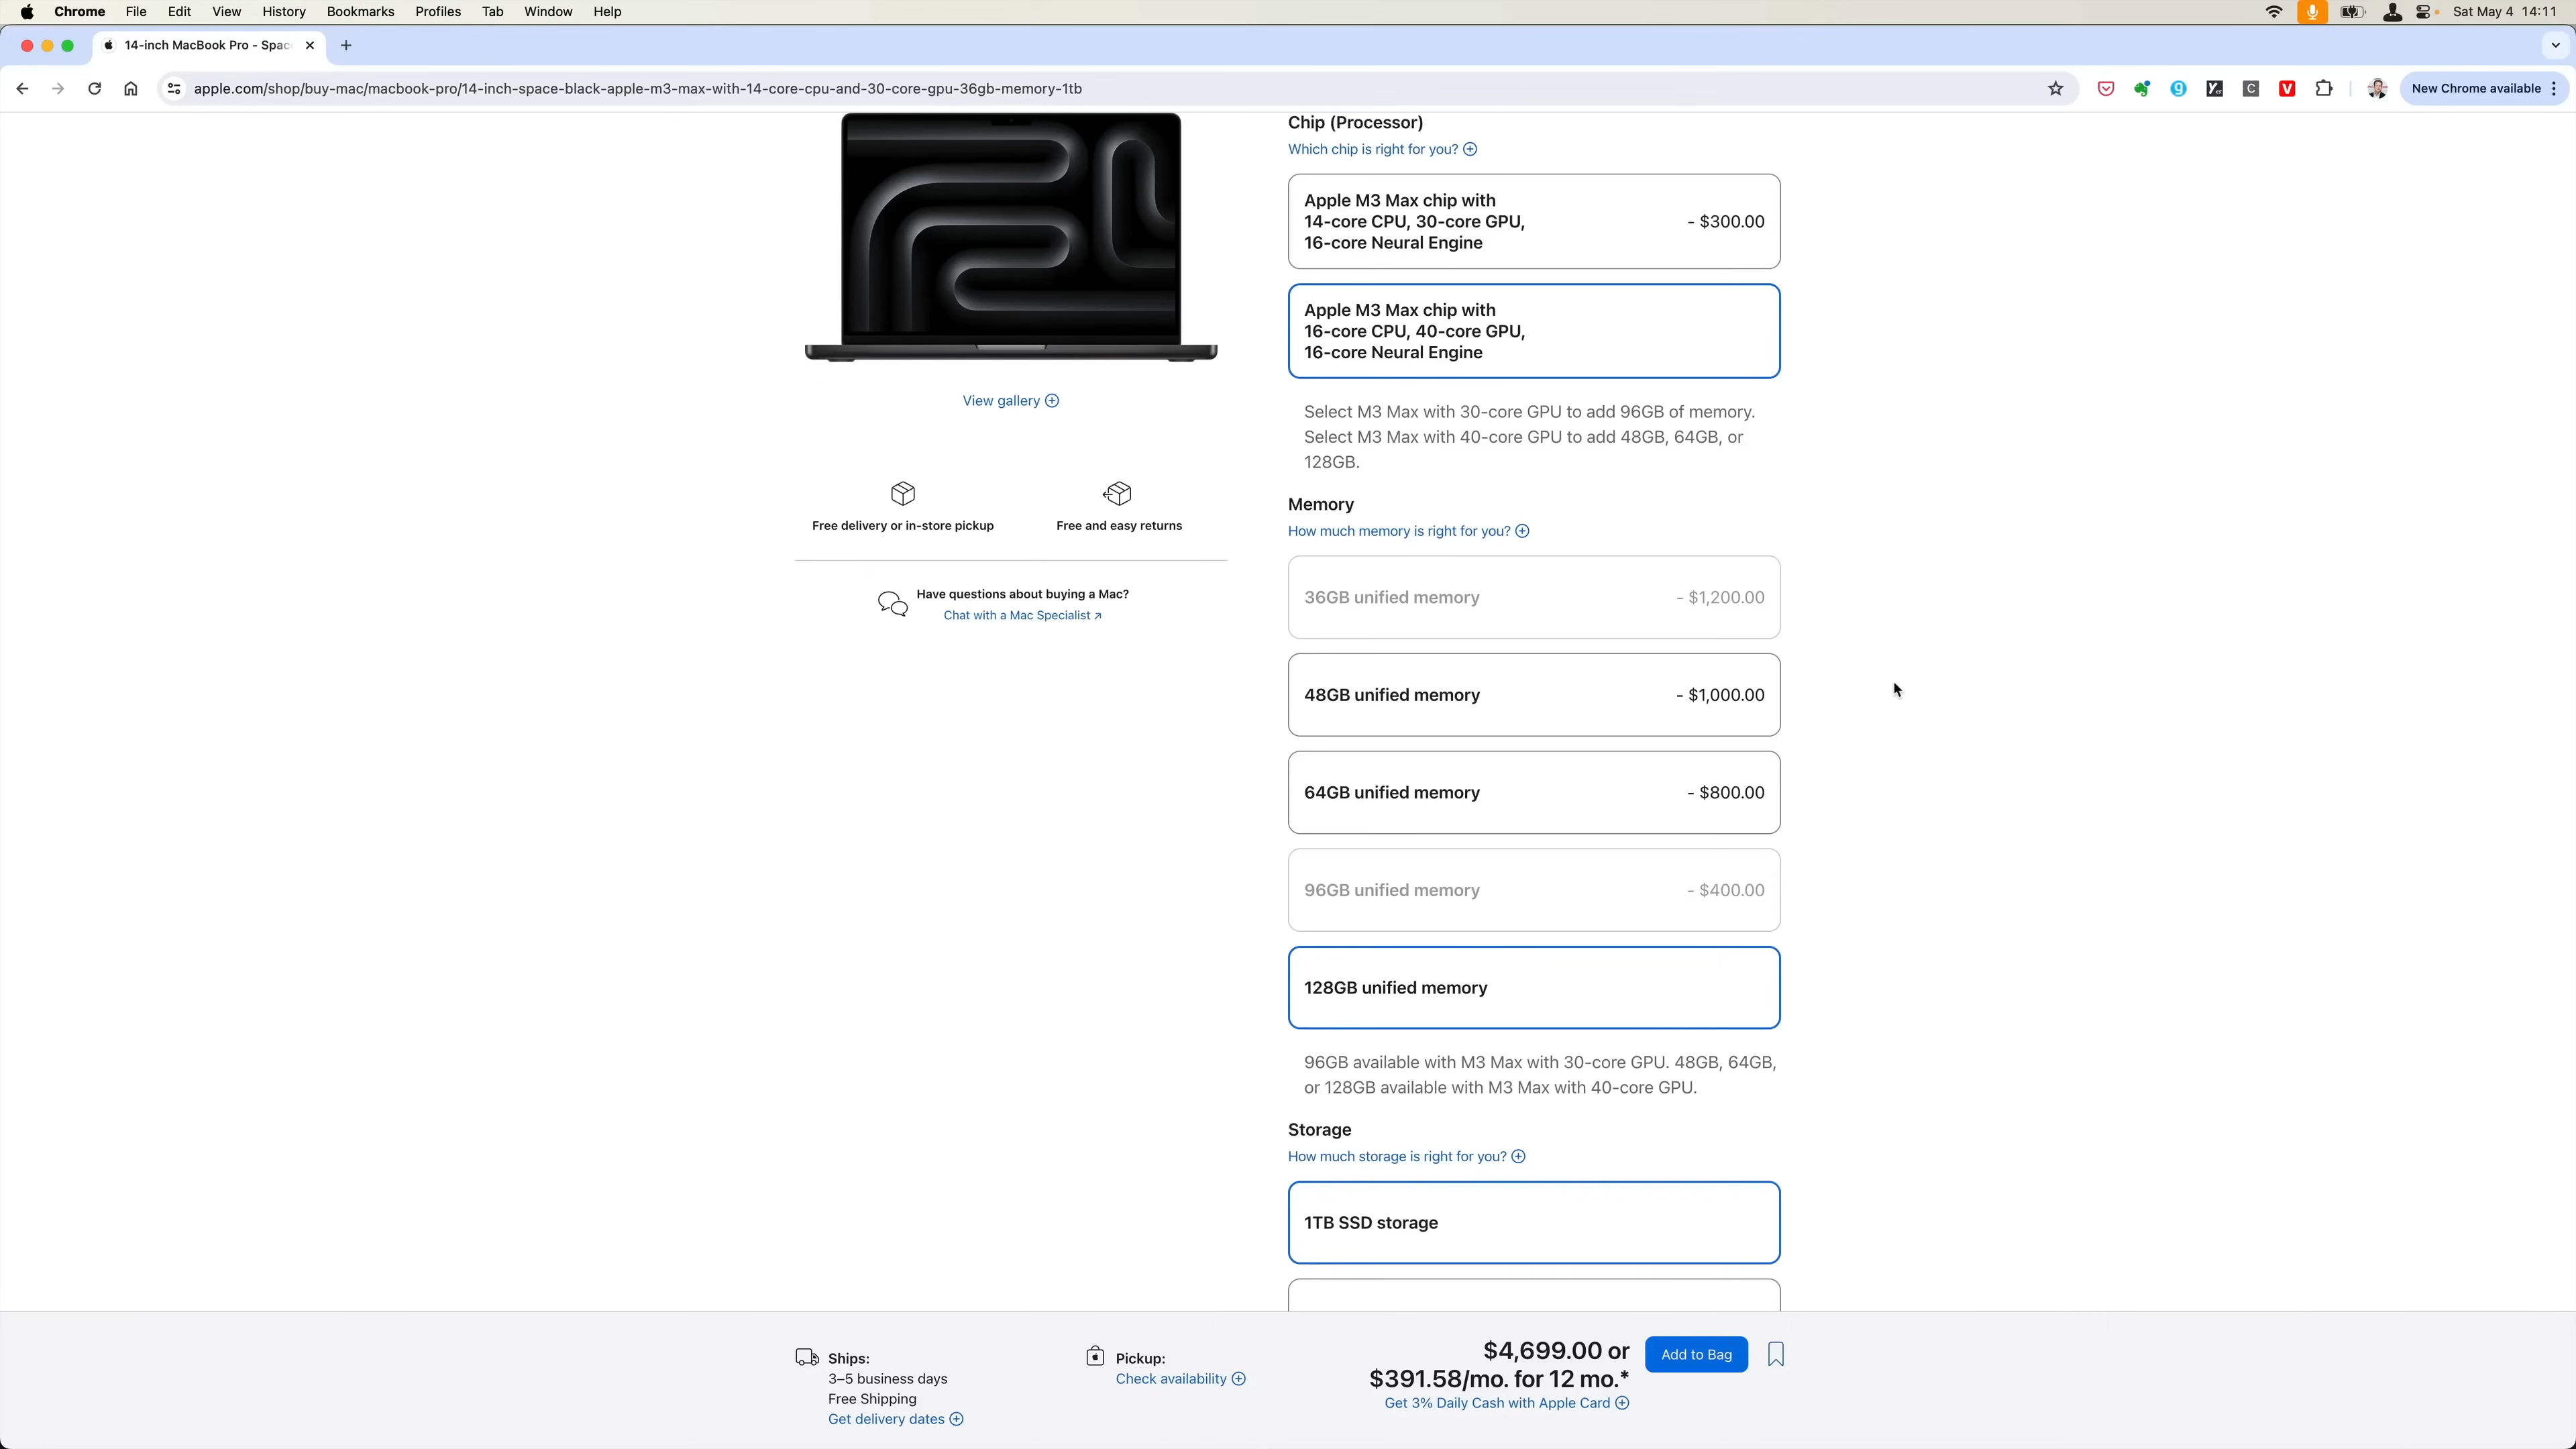 Chrome File Edit View History Bookmarks Profiles Tab Window Help
Sat May 4 14:11
14-inch MacBook Pro - Spac
apple.com/shop/buy-mac/macbook-pro/14-inch-space-black-apple-m3-max-with-14-core-cpu-and-30-core-gpu-36gb-memory-1tb
New Chrome available
View gallery
Free delivery or in-store pickup
Free and easy returns
Have questions about buying a Mac?
Chat with a Mac Specialist ↗
Chip (Processor)
Which chip is right for you?
Apple M3 Max chip with
14-core CPU, 30-core GPU,
16-core Neural Engine
- $300.00
Apple M3 Max chip with
16-core CPU, 40-core GPU,
16-core Neural Engine
Select M3 Max with 30-core GPU to add 96GB of memory.
Select M3 Max with 40-core GPU to add 48GB, 64GB, or
128GB.
Memory
How much memory is right for you?
36GB unified memory - $1,200.00
48GB unified memory - $1,000.00
64GB unified memory - $800.00
96GB unified memory - $400.00
128GB unified memory
96GB available with M3 Max with 30-core GPU. 48GB, 64GB,
or 128GB available with M3 Max with 40-core GPU.
Storage
How much storage is right for you?
1TB SSD storage
Ships:
3–5 business days
Free Shipping
Get delivery dates
Pickup:
Check availability
$4,699.00 or
$391.58/mo. for 12 mo.*
Get 3% Daily Cash with Apple Card
Add to Bag